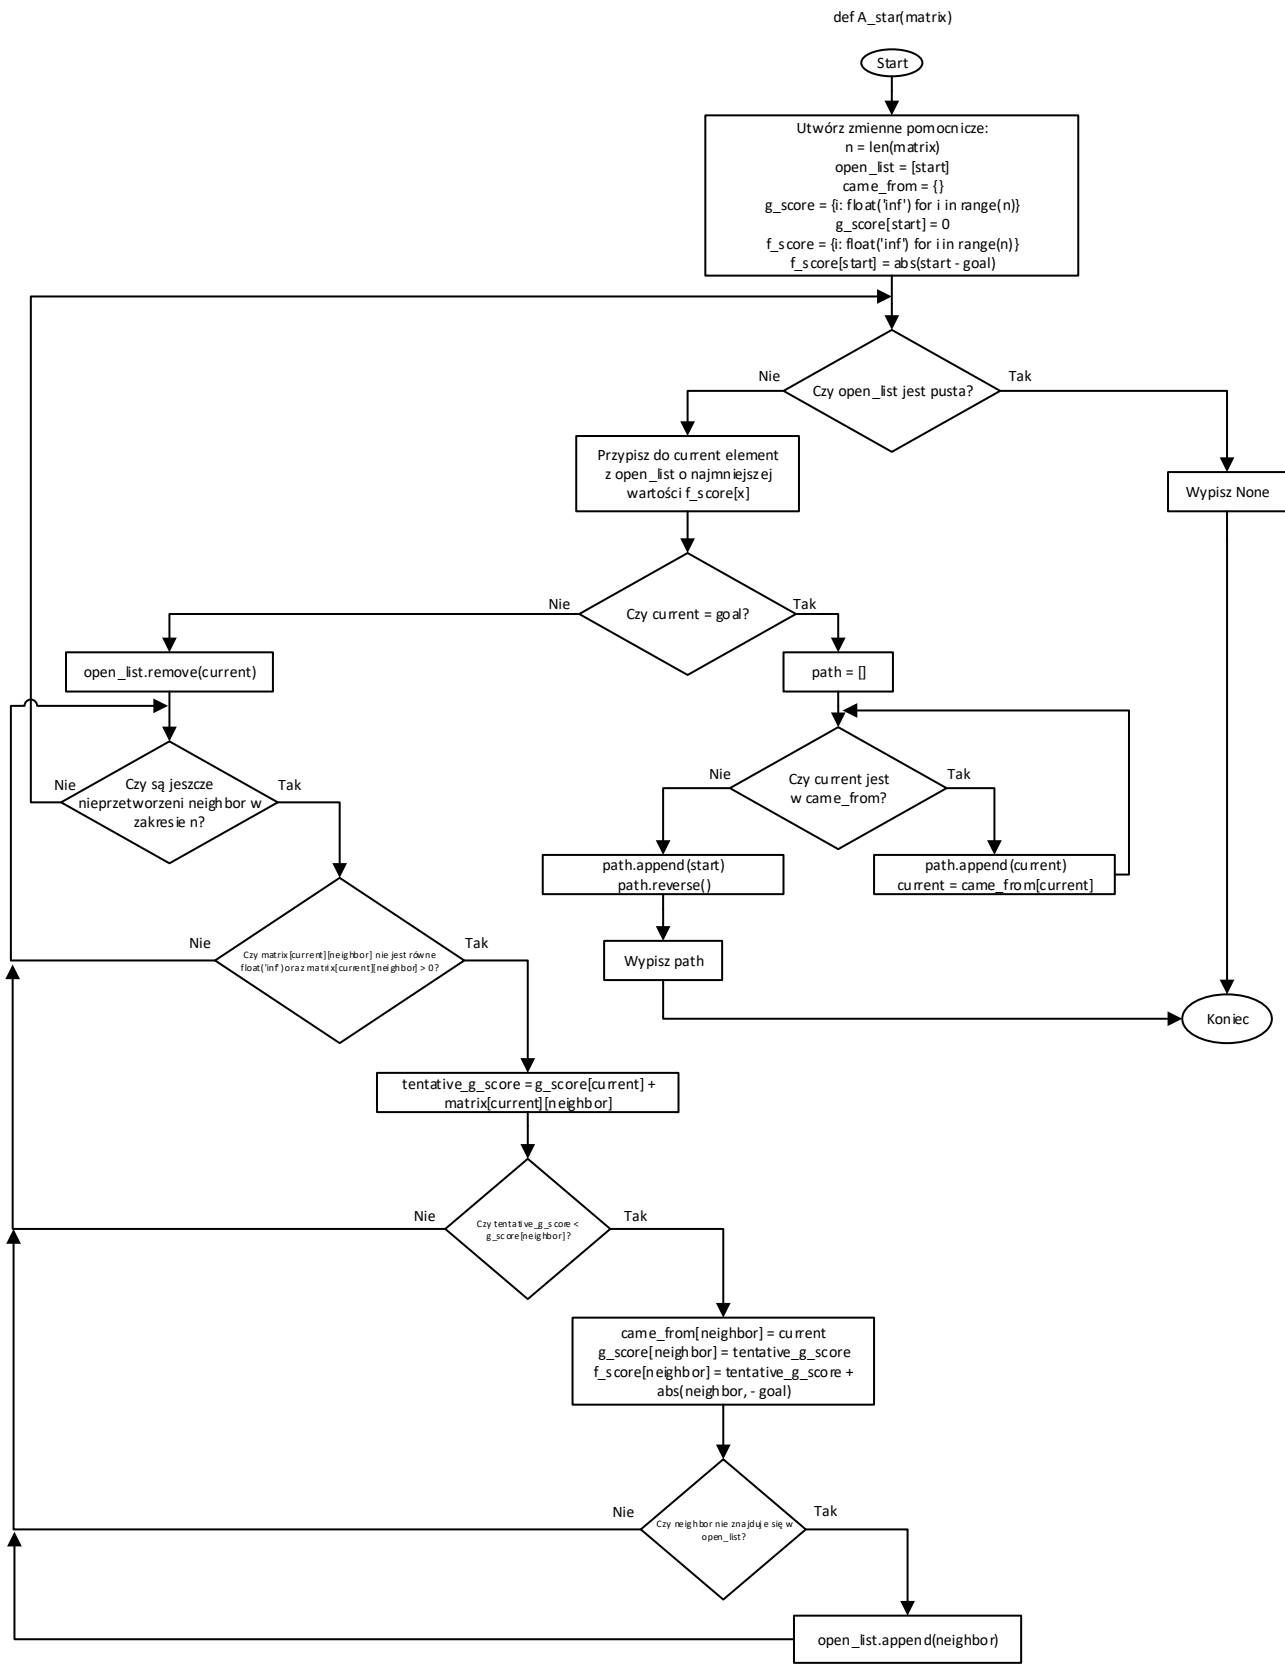 def A_star(matrix)
Start
Utwórz zmienne pomocnicze:
n = len(matrix)
open_list = [start]
came_from = {}
g_score = {i: float('inf') for i in range(n)}
g_score[start] = 0
f_score = {i: float('inf') for i in range(n)}
f_score[start] = abs(start - goal)
Nie
Czy open_list jest pusta?
Tak
Przypisz do current element
z open_list o najmniejszej
wartości f_score[x]
Wypisz None
Nie
Czy current = goal?
Tak
open_list.remove(current)
path = []
Nie
Czy są jeszcze
nieprzetworzeni neighbor w
zakresie n?
Tak
Nie
Czy current jest
w came_from?
Tak
path.append(start)
path.reverse()
path.append(current)
current = came_from[current]
Nie
Czy matrix[current][neighbor] nie jest równe
float('inf') oraz matrix[current][neighbor] > 0?
Tak
Wypisz path
Koniec
tentative_g_score = g_score[current] +
matrix[current][neighbor]
Nie
Czy tentative_g_score <
g_score[neighbor]?
Tak
came_from[neighbor] = current
g_score[neighbor] = tentative_g_score
f_score[neighbor] = tentative_g_score +
abs(neighbor, - goal)
Nie
Czy neighbor nie znajduje się w
open_list?
Tak
open_list.append(neighbor)